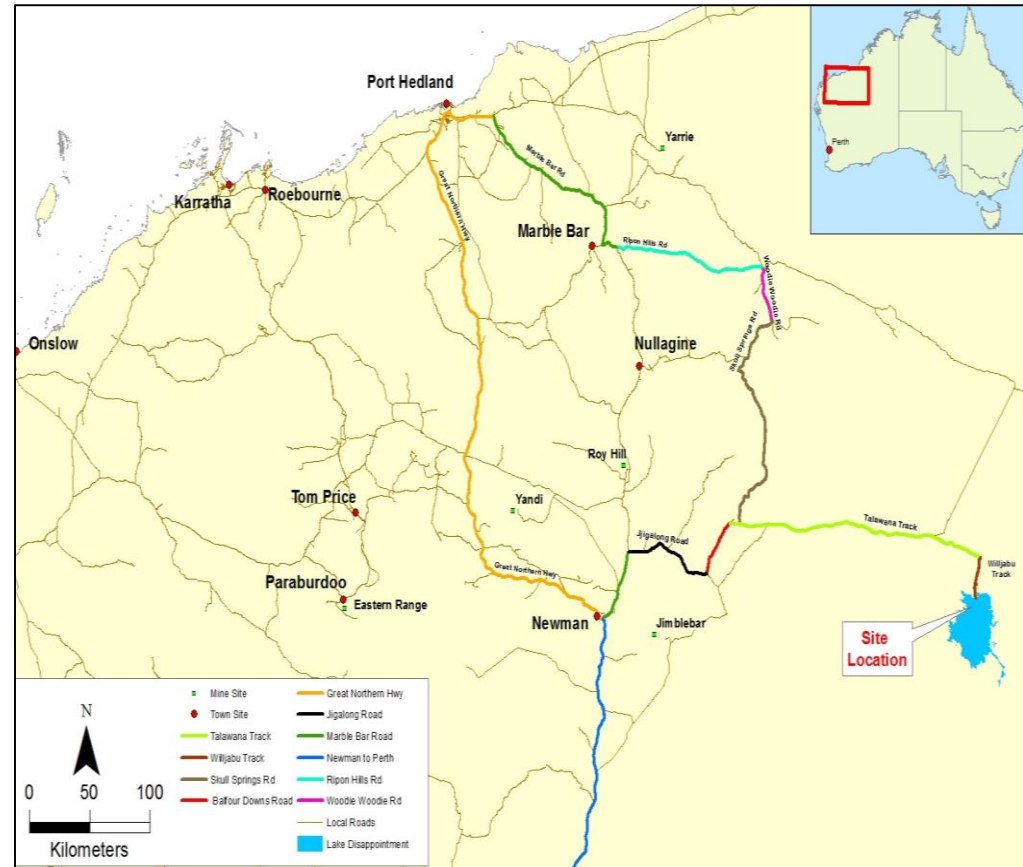 Port Hedland
Yarrie
Perth
Marble Bar Rd
Karratha
Roebourne
Great Northern Hwy
Marble Bar
Ripon Hills Rd
Woodie Woodie Rd
Onslow
Nullagine
Skull Springs Rd
Roy Hill
Yandi
Tom Price
Talawana Track
Jigalong Road
Great Northern Hwy
Willjabu
Track
Paraburdoo
Eastern Range
Newman
Jimblebar
Site
Location
Mine Site
Town Site
Talawana Track
Willjabu Track
Skull Springs Rd
Balfour Downs Road
Great Northern Hwy
Jigalong Road
Marble Bar Road
Newman to Perth
Ripon Hills Rd
Woodie Woodie Rd
Local Roads
Lake Disappointment
N
0 50 100
Kilometers